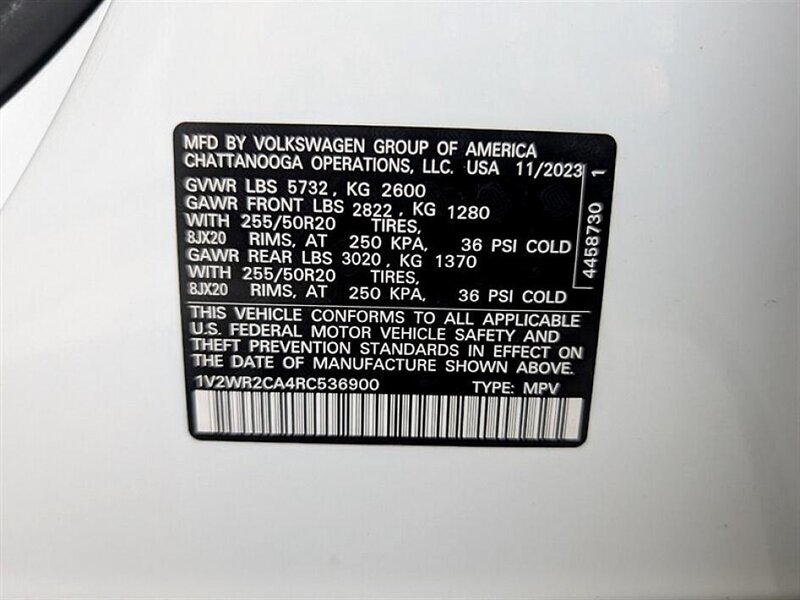 MFD BY VOLKSWAGEN GROUP OF AMERICA
CHATTANOOGA OPERATIONS, LLC. USA 11/2023
GVWR LBS 5732, KG 2600
GAWR FRONT LBS 2822, KG 1280
WITH 255/50R20 TIRES,
8JX20 RIMS, AT 250 KPA, 36 PSI COLD
GAWR REAR LBS 3020, KG 1370
WITH 255/50R20 TIRES,
8JX20 RIMS, AT 250 KPA, 36 PSI COLD
4458730 1
THIS VEHICLE CONFORMS TO ALL APPLICABLE
U.S. FEDERAL MOTOR VEHICLE SAFETY AND
THEFT PREVENTION STANDARDS IN EFFECT ON
THE DATE OF MANUFACTURE SHOWN ABOVE.
1V2WR2CA4RC536900 TYPE: MPV